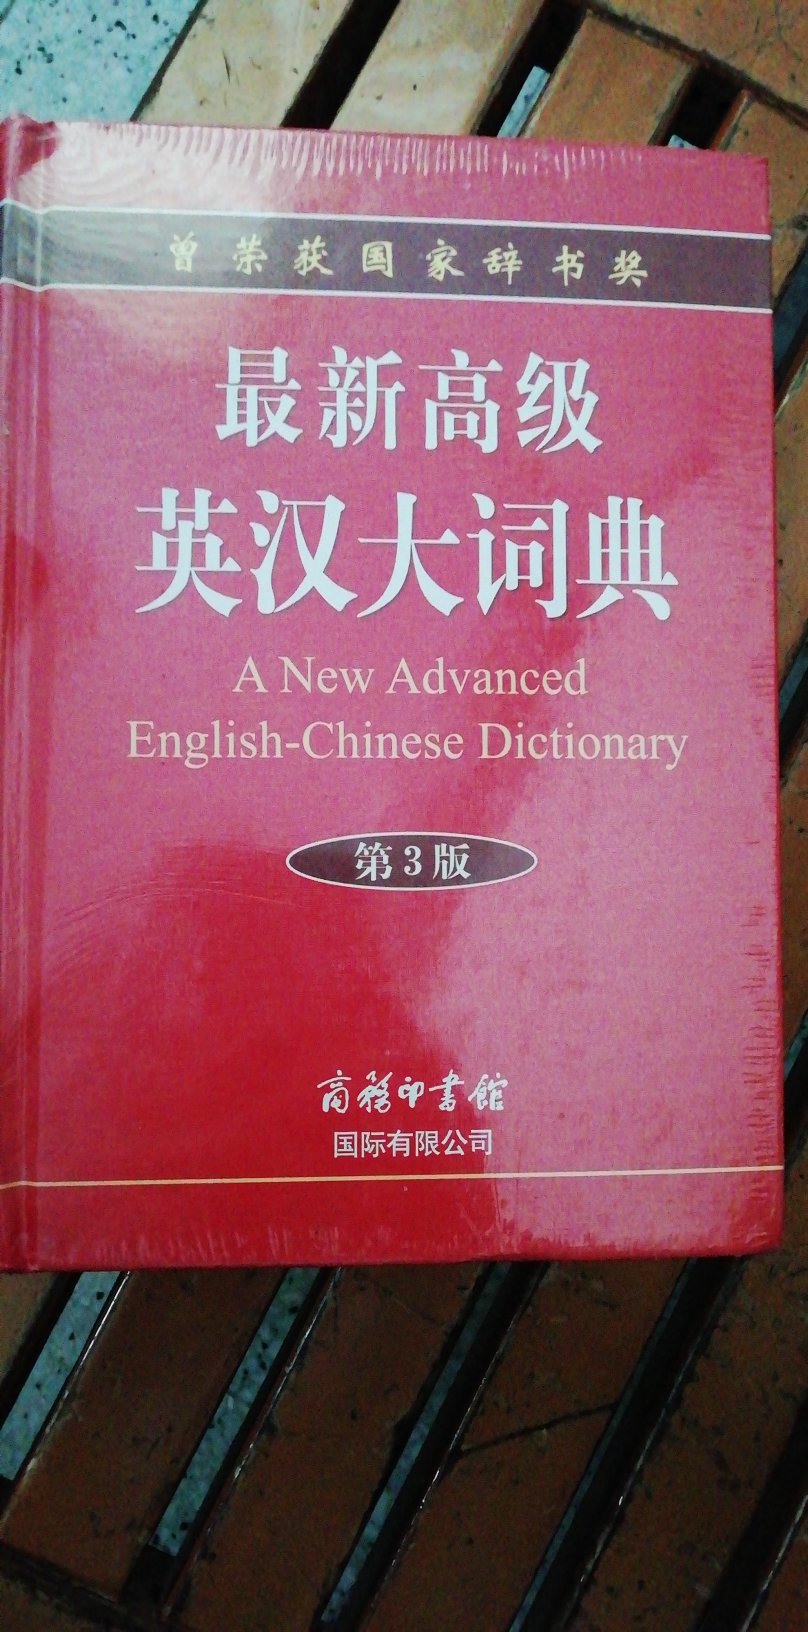 曾荣获国家辞书奖
最新高级
英汉大词典
A New Advanced
English-Chinese Dictionary
第3版
商務印書館
国际有限公司